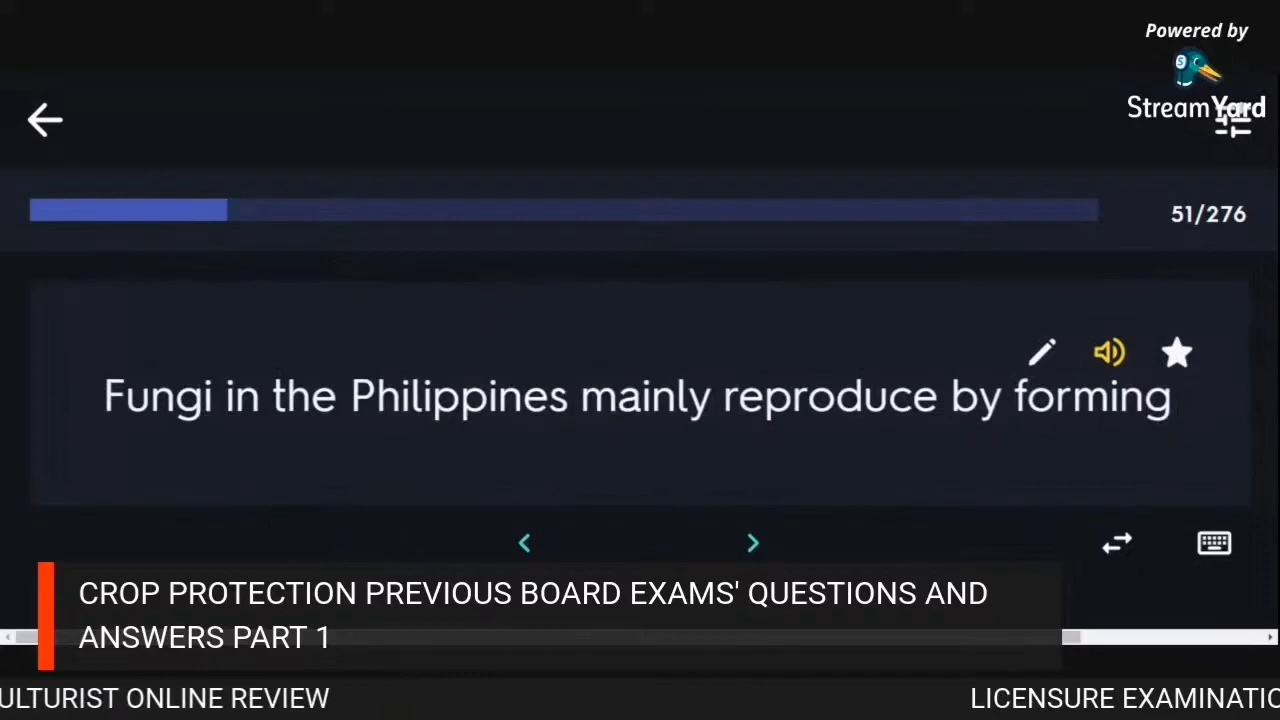 Powered by
StreamYard
51/276
Fungi in the Philippines mainly reproduce by forming
CROP PROTECTION PREVIOUS BOARD EXAMS' QUESTIONS AND
ANSWERS PART 1
ULTURIST ONLINE REVIEW
LICENSURE EXAMINATIO